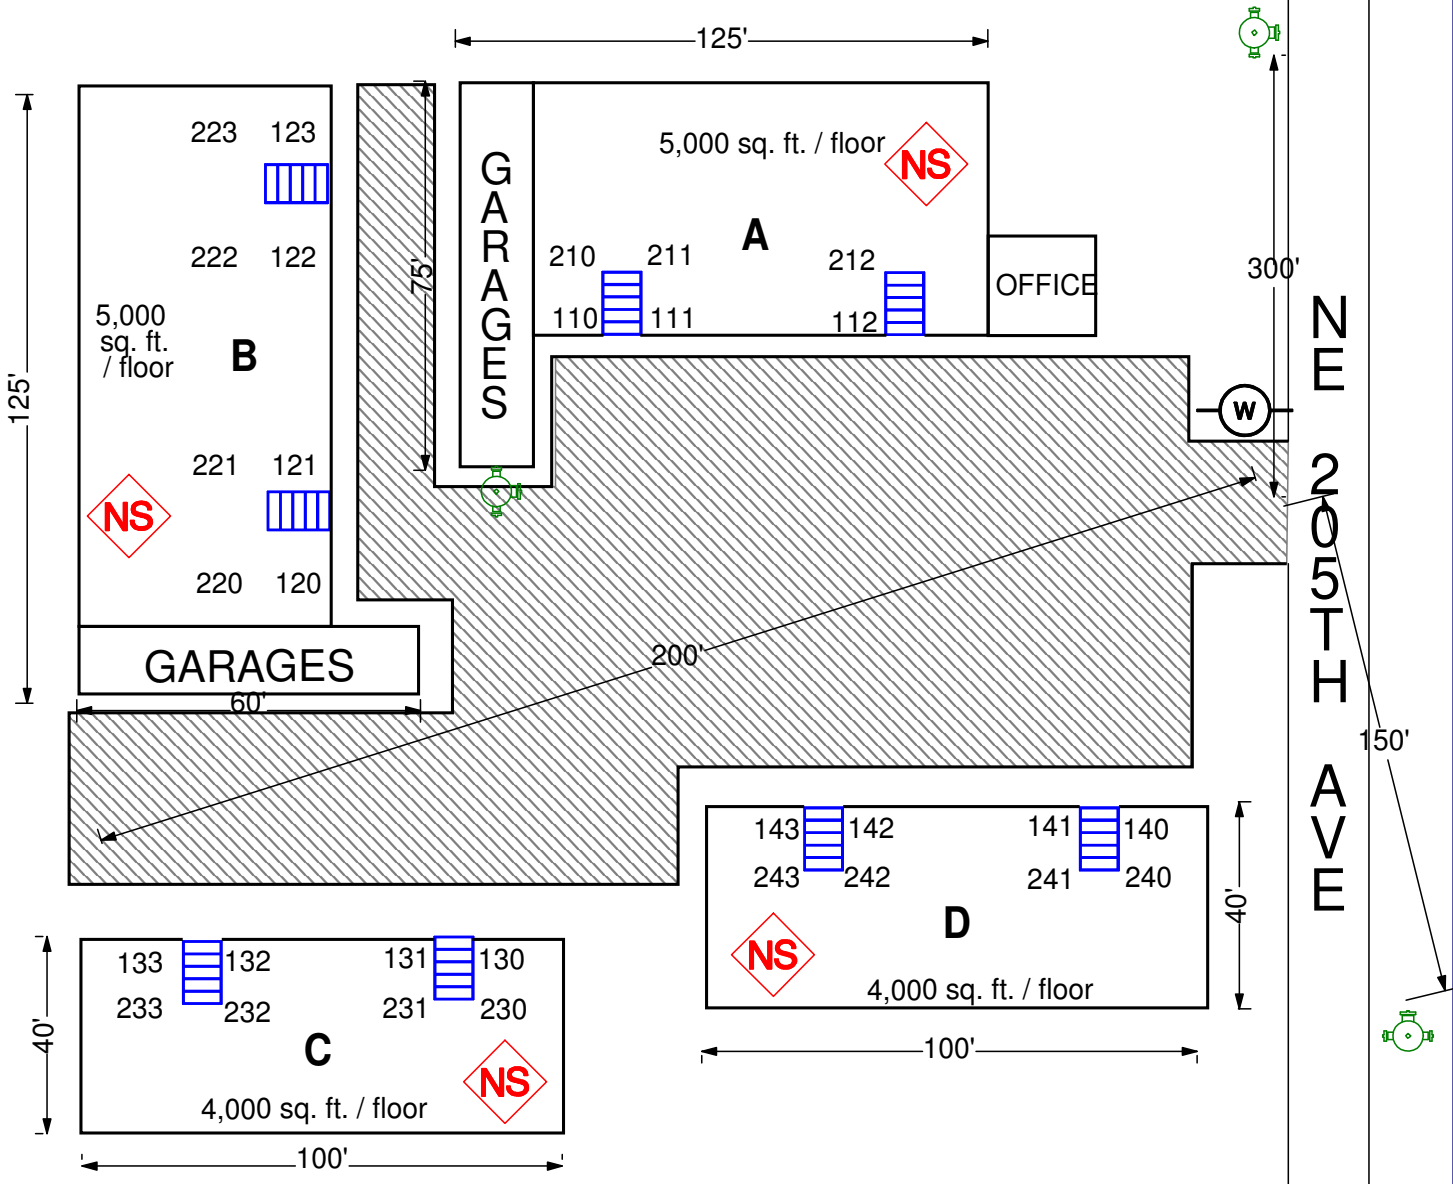 125'
223 123
222 122
5,000
sq. ft.
/ floor
B
221 121
NS
220 120
GARAGES
60'
125'
75'
GARAGES
5,000 sq. ft. / floor
NS
A
210 211
110 111
212
112
OFFICE
300'
W
NE 205TH AVE
200'
150'
143 142
243 242
141 140
241 240
D
NS
4,000 sq. ft. / floor
40'
100'
133 132
233 232
131 130
231 230
C
NS
4,000 sq. ft. / floor
40'
100'